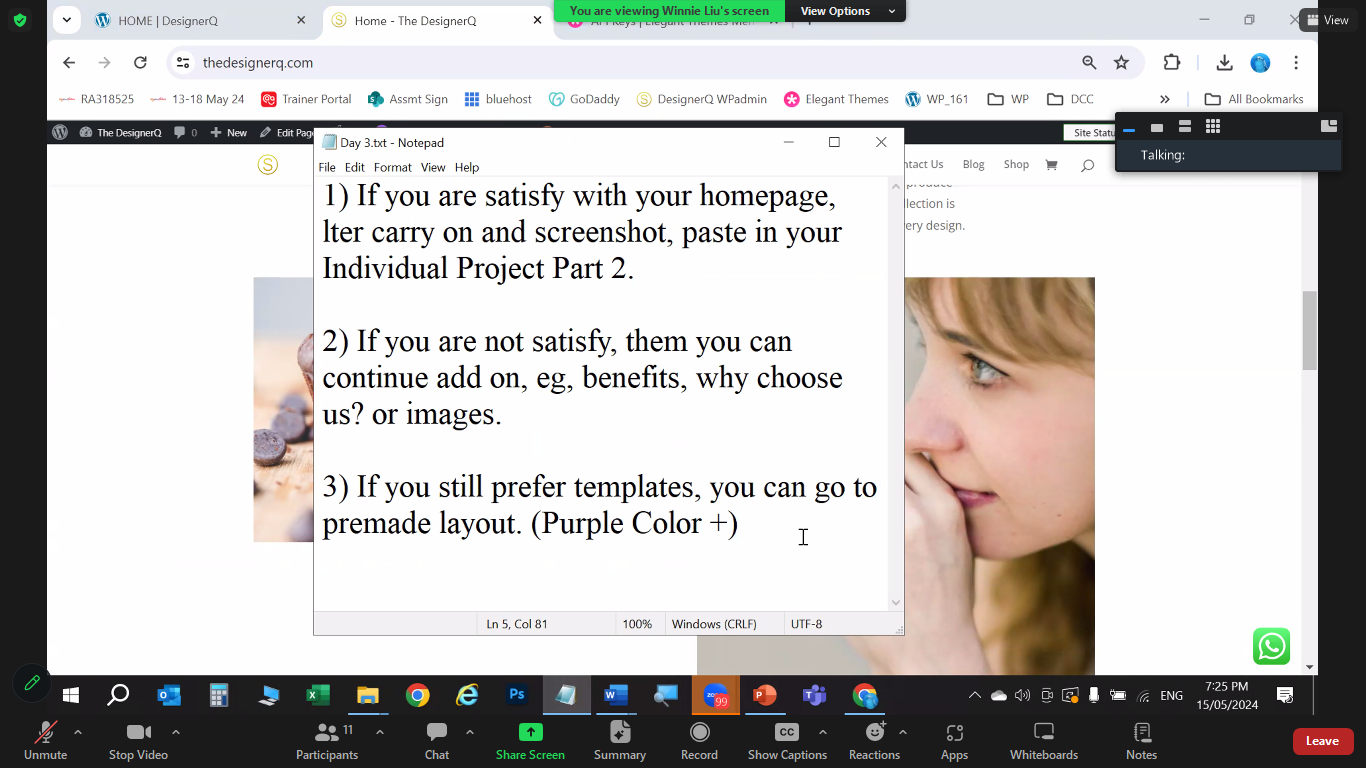 You are viewing Winnie Liu's screen
View Options
View
HOME | DesignerQ
Home - The DesignerQ
thedesignerq.com
RA318525
13-18 May 24
Trainer Portal
Assmt Sign
bluehost
GoDaddy
DesignerQ WPadmin
Elegant Themes
WP_161
WP
DCC
All Bookmarks
The DesignerQ
0
New
Edit Page
Site Statu
Talking:
ntact Us
Blog
Shop
llection is
very design.
Day 3.txt - Notepad
File Edit Format View Help
1) If you are satisfy with your homepage,
lter carry on and screenshot, paste in your
Individual Project Part 2.
2) If you are not satisfy, them you can
continue add on, eg, benefits, why choose
us? or images.
3) If you still prefer templates, you can go to
premade layout. (Purple Color +)
Ln 5, Col 81
100%
Windows (CRLF)
UTF-8
99
ENG
7:25 PM
15/05/2024
Unmute
Stop Video
Participants
11
Chat
Share Screen
Summary
Record
Show Captions
Reactions
Apps
Whiteboards
Notes
Leave